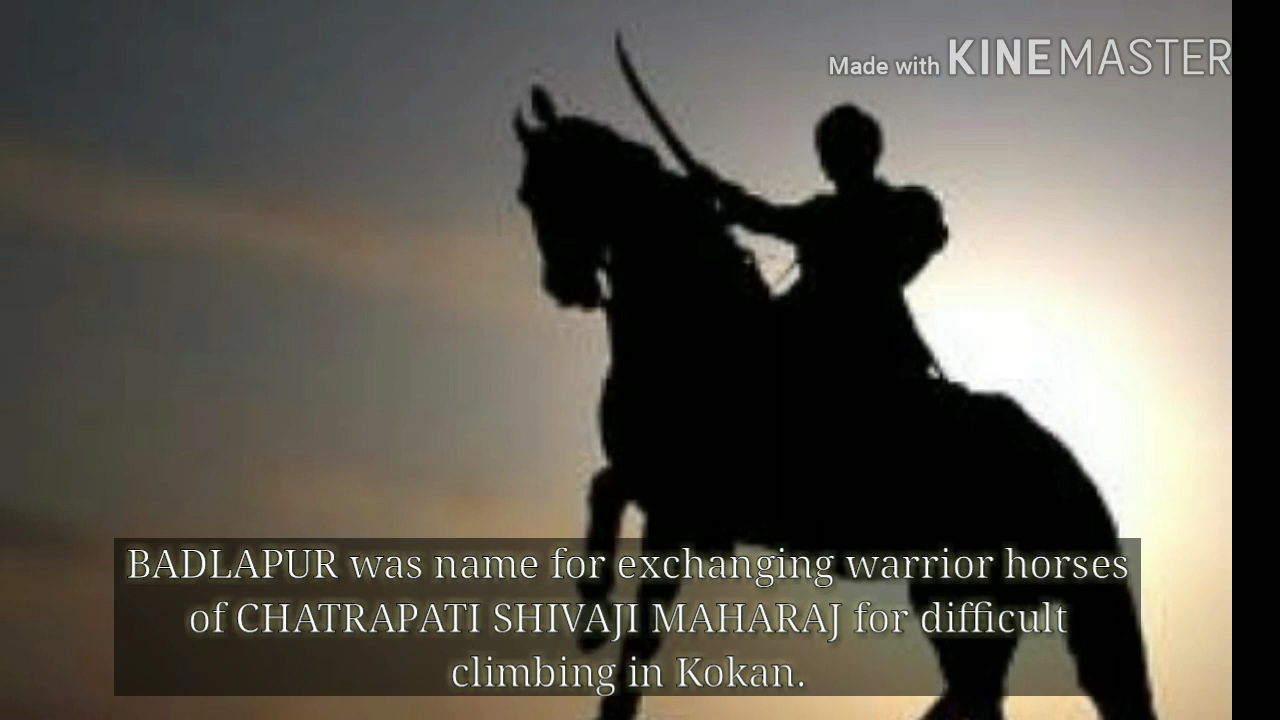 Made with KINEMASTER
BADLAPUR was name for exchanging warrior horses
of CHATRAPATI SHIVAJI MAHARAJ for difficult
climbing in Kokan.